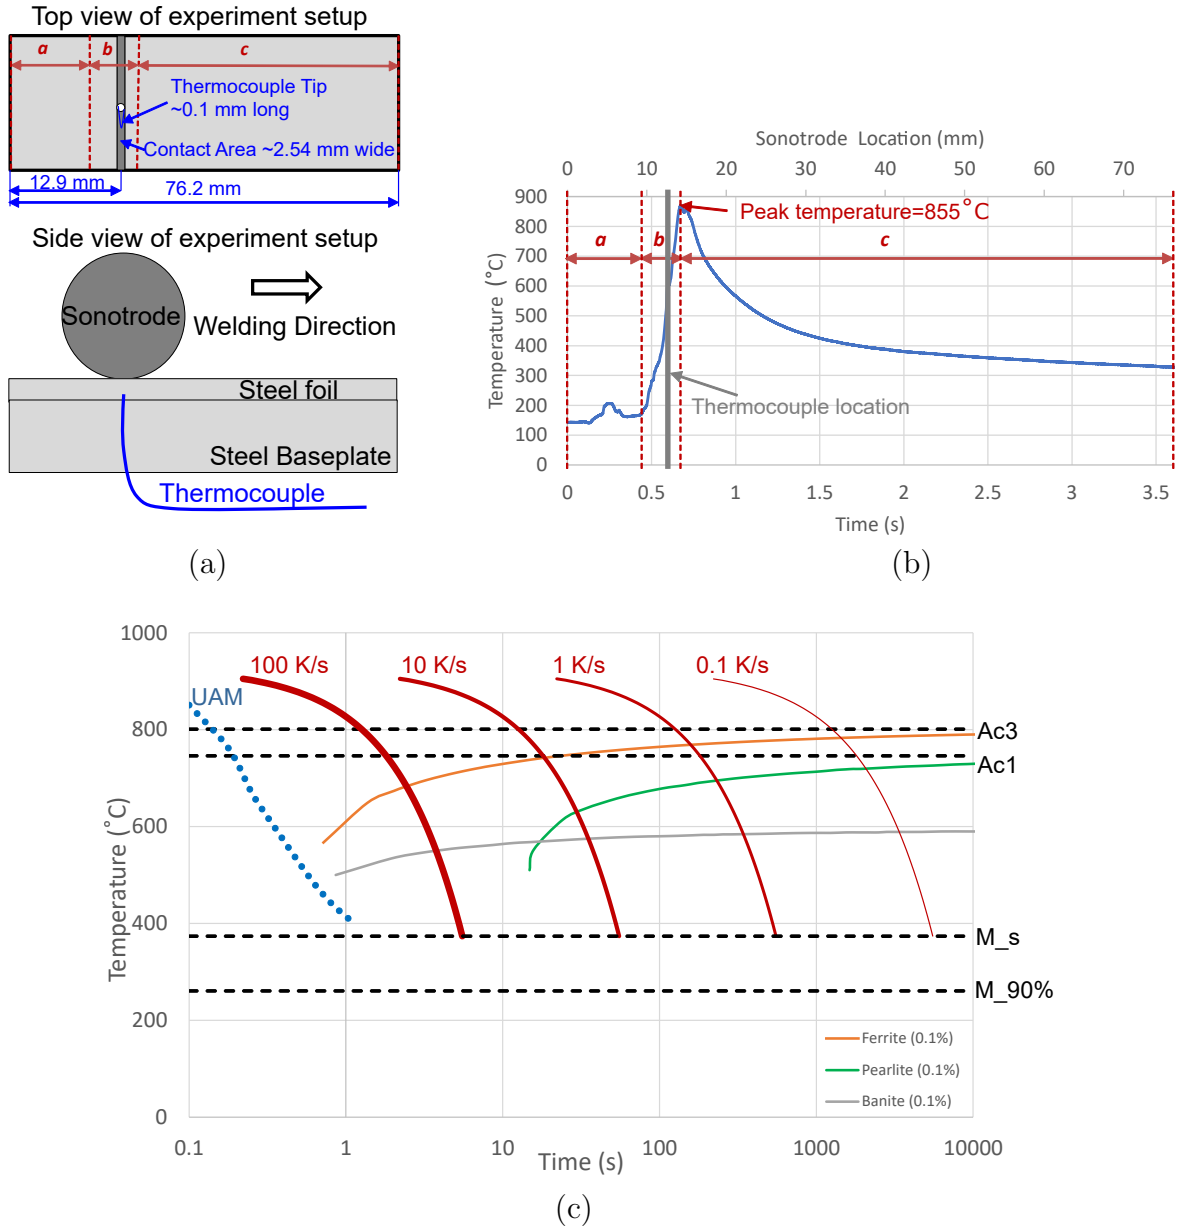 Top view of experiment setup
a b c
Thermocouple Tip
~0.1 mm long
Contact Area ~2.54 mm wide
12.9 mm
76.2 mm
Side view of experiment setup
Sonotrode
Welding Direction
Steel foil
Steel Baseplate
Thermocouple
(a)
Sonotrode Location (mm)
0 10 20 30 40 50 60 70
900
800
700
600
500
400
300
200
100
0
Temperature (°C)
Peak temperature=855°C
a b c
Thermocouple location
0 0.5 1 1.5 2 2.5 3 3.5
Time (s)
(b)
1000
800
600
400
200
0
Temperature (°C)
100 K/s 10 K/s 1 K/s 0.1 K/s
UAM
Ac3
Ac1
M_s
M_90%
Ferrite (0.1%)
Pearlite (0.1%)
Banite (0.1%)
0.1 1 10 100 1000 10000
Time (s)
(c)